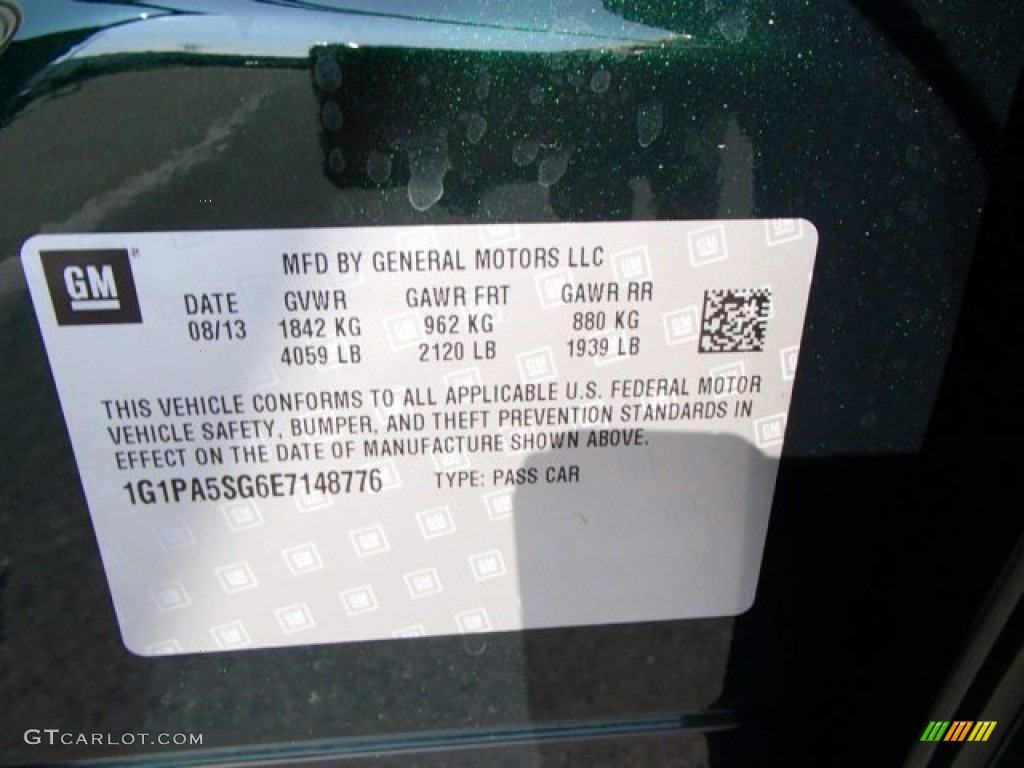 GM
MFD BY GENERAL MOTORS LLC
DATE GVWR GAWR FRT GAWR RR
08/13 1842 KG 962 KG 880 KG
4059 LB 2120 LB 1939 LB
THIS VEHICLE CONFORMS TO ALL APPLICABLE U.S. FEDERAL MOTOR
VEHICLE SAFETY, BUMPER, AND THEFT PREVENTION STANDARDS IN
EFFECT ON THE DATE OF MANUFACTURE SHOWN ABOVE.
1G1PA5SG6E7148776 TYPE: PASS CAR
GTCARLOT.COM